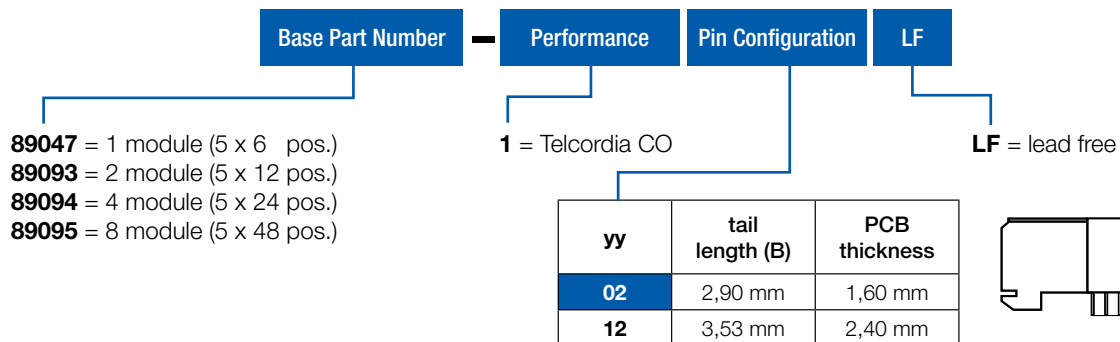 Base Part Number - Performance Pin Configuration LF
89047 = 1 module (5 x 6 pos.)
89093 = 2 module (5 x 12 pos.)
89094 = 4 module (5 x 24 pos.)
89095 = 8 module (5 x 48 pos.)
1 = Telcordia CO
LF = lead free
yy tail length (B) PCB thickness
02 2,90 mm 1,60 mm
12 3,53 mm 2,40 mm